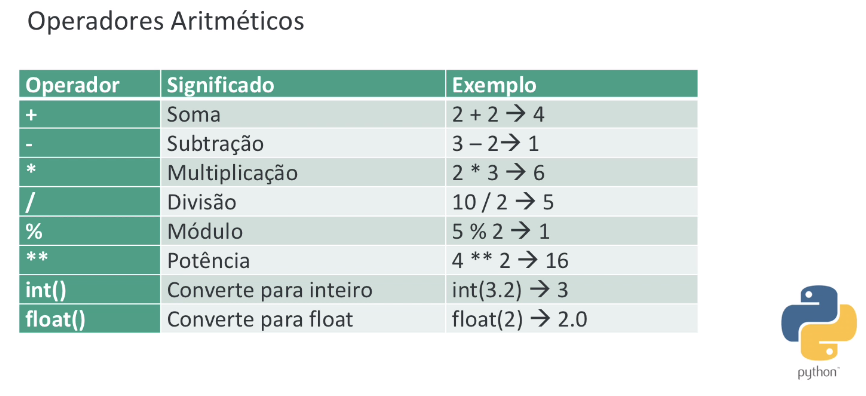 Operadores Aritméticos
Operador Significado Exemplo
+ Soma 2 + 2 → 4
- Subtração 3 – 2→ 1
* Multiplicação 2 * 3 → 6
/ Divisão 10 / 2 → 5
% Módulo 5 % 2 → 1
** Potência 4 ** 2 → 16
int() Converte para inteiro int(3.2) → 3
float() Converte para float float(2) → 2.0
python